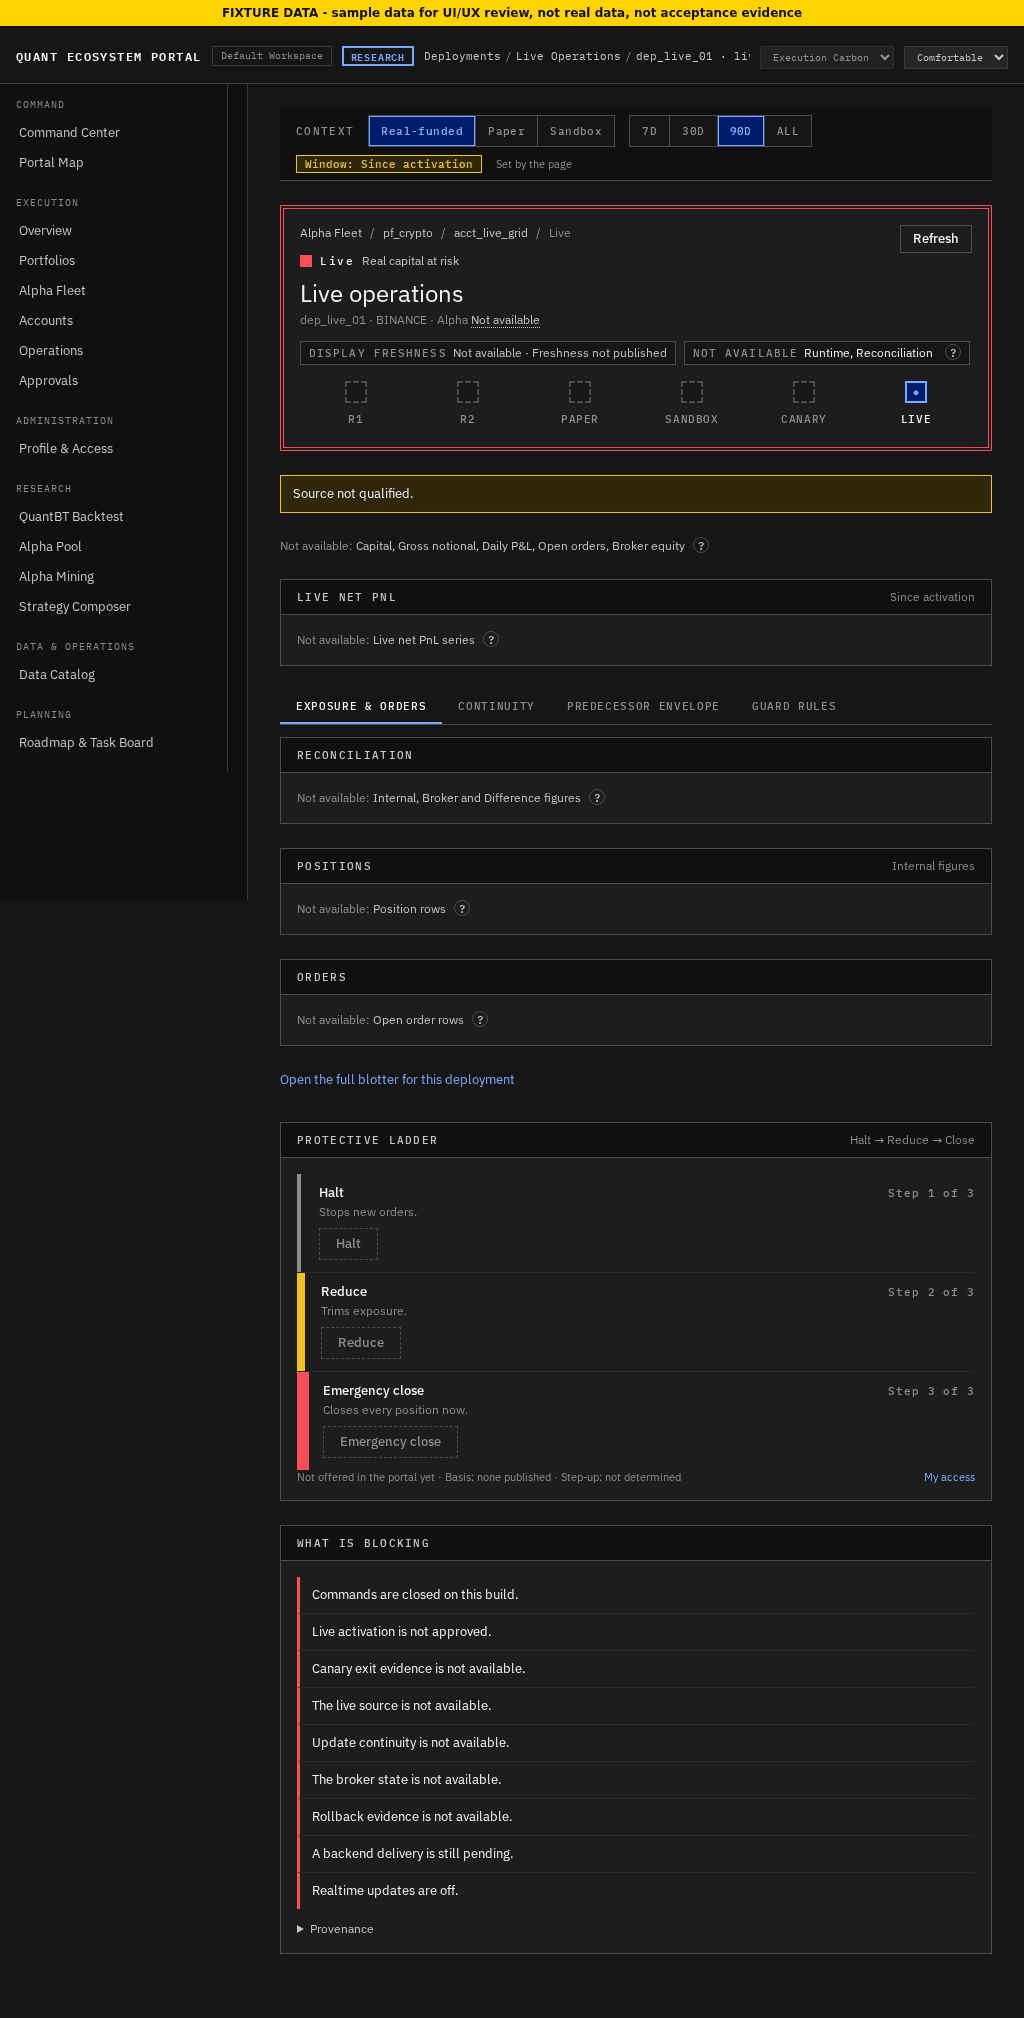 FIXTURE DATA - sample data for UI/UX review, not real data, not acceptance evidence
QUANT ECOSYSTEM PORTAL
Default Workspace
RESEARCH
Deployments / Live Operations / dep_live_01 · li
Execution Carbon
Comfortable
COMMAND
Command Center
Portal Map
EXECUTION
Overview
Portfolios
Alpha Fleet
Accounts
Operations
Approvals
ADMINISTRATION
Profile & Access
RESEARCH
QuantBT Backtest
Alpha Pool
Alpha Mining
Strategy Composer
DATA & OPERATIONS
Data Catalog
PLANNING
Roadmap & Task Board
CONTEXT
Real-funded
Paper
Sandbox
7D
30D
90D
ALL
Window: Since activation
Set by the page
Alpha Fleet / pf_crypto / acct_live_grid / Live
Refresh
Live Real capital at risk
Live operations
dep_live_01 · BINANCE · Alpha Not available
DISPLAY FRESHNESS Not available · Freshness not published
NOT AVAILABLE Runtime, Reconciliation ?
R1
R2
PAPER
SANDBOX
CANARY
LIVE
Source not qualified.
Not available: Capital, Gross notional, Daily P&L, Open orders, Broker equity ?
LIVE NET PNL
Since activation
Not available: Live net PnL series ?
EXPOSURE & ORDERS
CONTINUITY
PREDECESSOR ENVELOPE
GUARD RULES
RECONCILIATION
Not available: Internal, Broker and Difference figures ?
POSITIONS
Internal figures
Not available: Position rows ?
ORDERS
Not available: Open order rows ?
Open the full blotter for this deployment
PROTECTIVE LADDER
Halt → Reduce → Close
Halt
Step 1 of 3
Stops new orders.
Halt
Reduce
Step 2 of 3
Trims exposure.
Reduce
Emergency close
Step 3 of 3
Closes every position now.
Emergency close
Not offered in the portal yet · Basis: none published · Step-up: not determined
My access
WHAT IS BLOCKING
Commands are closed on this build.
Live activation is not approved.
Canary exit evidence is not available.
The live source is not available.
Update continuity is not available.
The broker state is not available.
Rollback evidence is not available.
A backend delivery is still pending.
Realtime updates are off.
Provenance